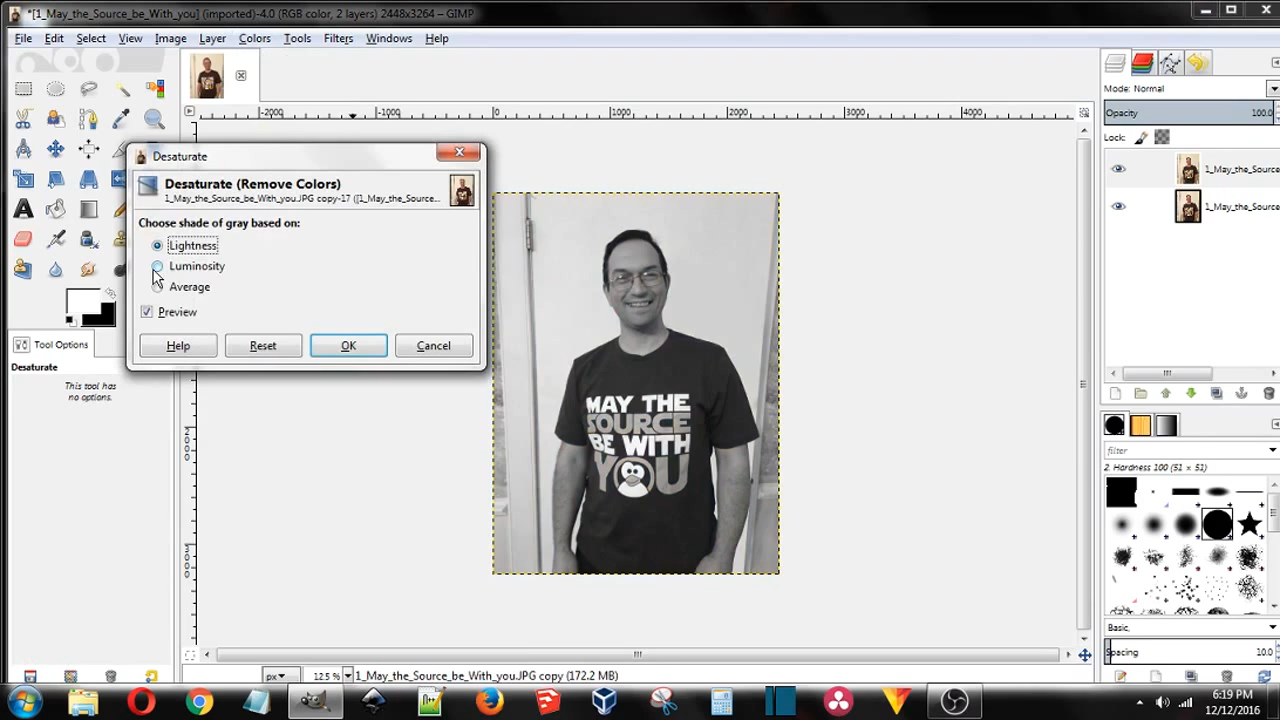 *[1_May_the_Source_be_With_you] (imported)-4.0 (RGB color, 2 layers) 2448x3264 – GIMP
File Edit Select View Image Layer Colors Tools Filters Windows Help
-2000 -1000 0 1000 2000 3000 4000
Mode: Normal
Opacity 100.0
Lock:
1_May_the_Source
1_May_the_Source
Desaturate
Desaturate (Remove Colors)
1_May_the_Source_be_With_you.JPG copy-17 ([1_May_the_Source...
Choose shade of gray based on:
Lightness
Luminosity
Average
Preview
Help Reset OK Cancel
Tool Options
Desaturate
This tool has
no options.
2000
3000
MAY THE
SOURCE
BE WITH
YOU
filter
2. Hardness 100 (51 × 51)
Basic,
Spacing 10.0
px 12.5 % 1_May_the_Source_be_With_you.JPG copy (172.2 MB)
6:19 PM
12/12/2016